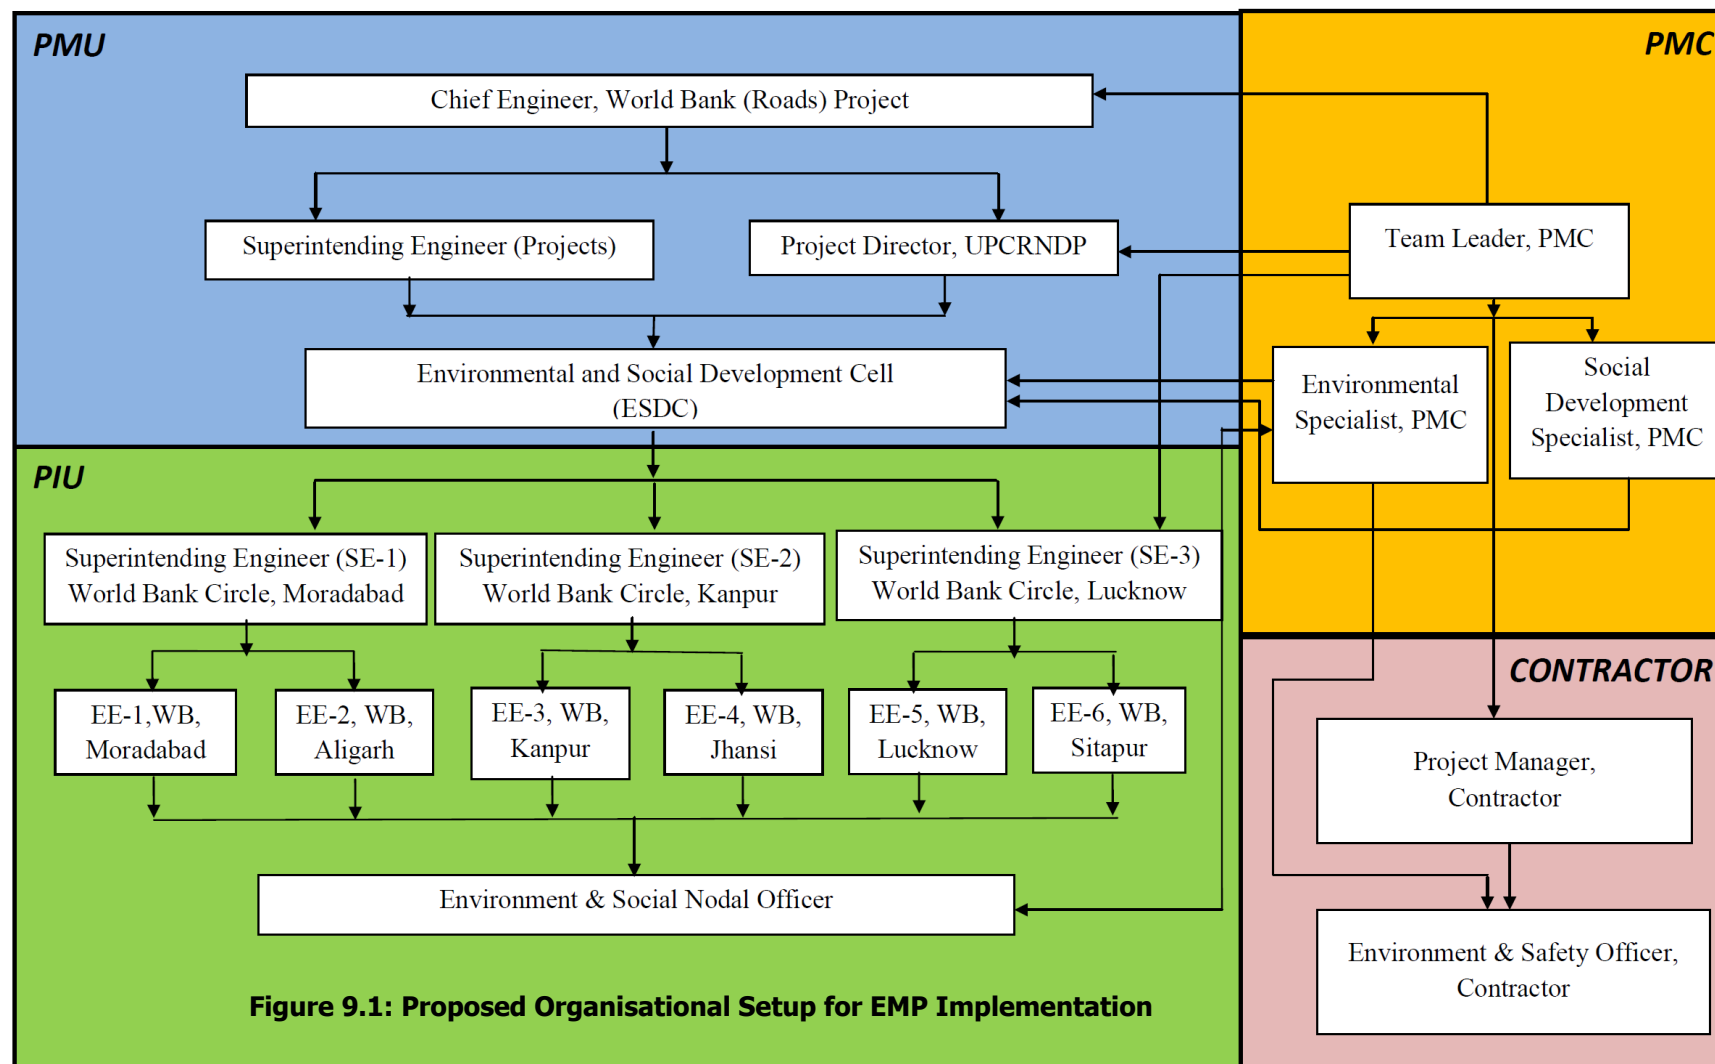 PMU
PMC
Chief Engineer, World Bank (Roads) Project
Superintending Engineer (Projects)
Project Director, UPCRNDP
Team Leader, PMC
Environmental and Social Development Cell
(ESDC)
Environmental
Specialist, PMC
Social
Development
Specialist, PMC
PIU
Superintending Engineer (SE-1)
World Bank Circle, Moradabad
Superintending Engineer (SE-2)
World Bank Circle, Kanpur
Superintending Engineer (SE-3)
World Bank Circle, Lucknow
CONTRACTOR
EE-1,WB,
Moradabad
EE-2, WB,
Aligarh
EE-3, WB,
Kanpur
EE-4, WB,
Jhansi
EE-5, WB,
Lucknow
EE-6, WB,
Sitapur
Project Manager,
Contractor
Environment & Social Nodal Officer
Environment & Safety Officer,
Contractor
Figure 9.1: Proposed Organisational Setup for EMP Implementation